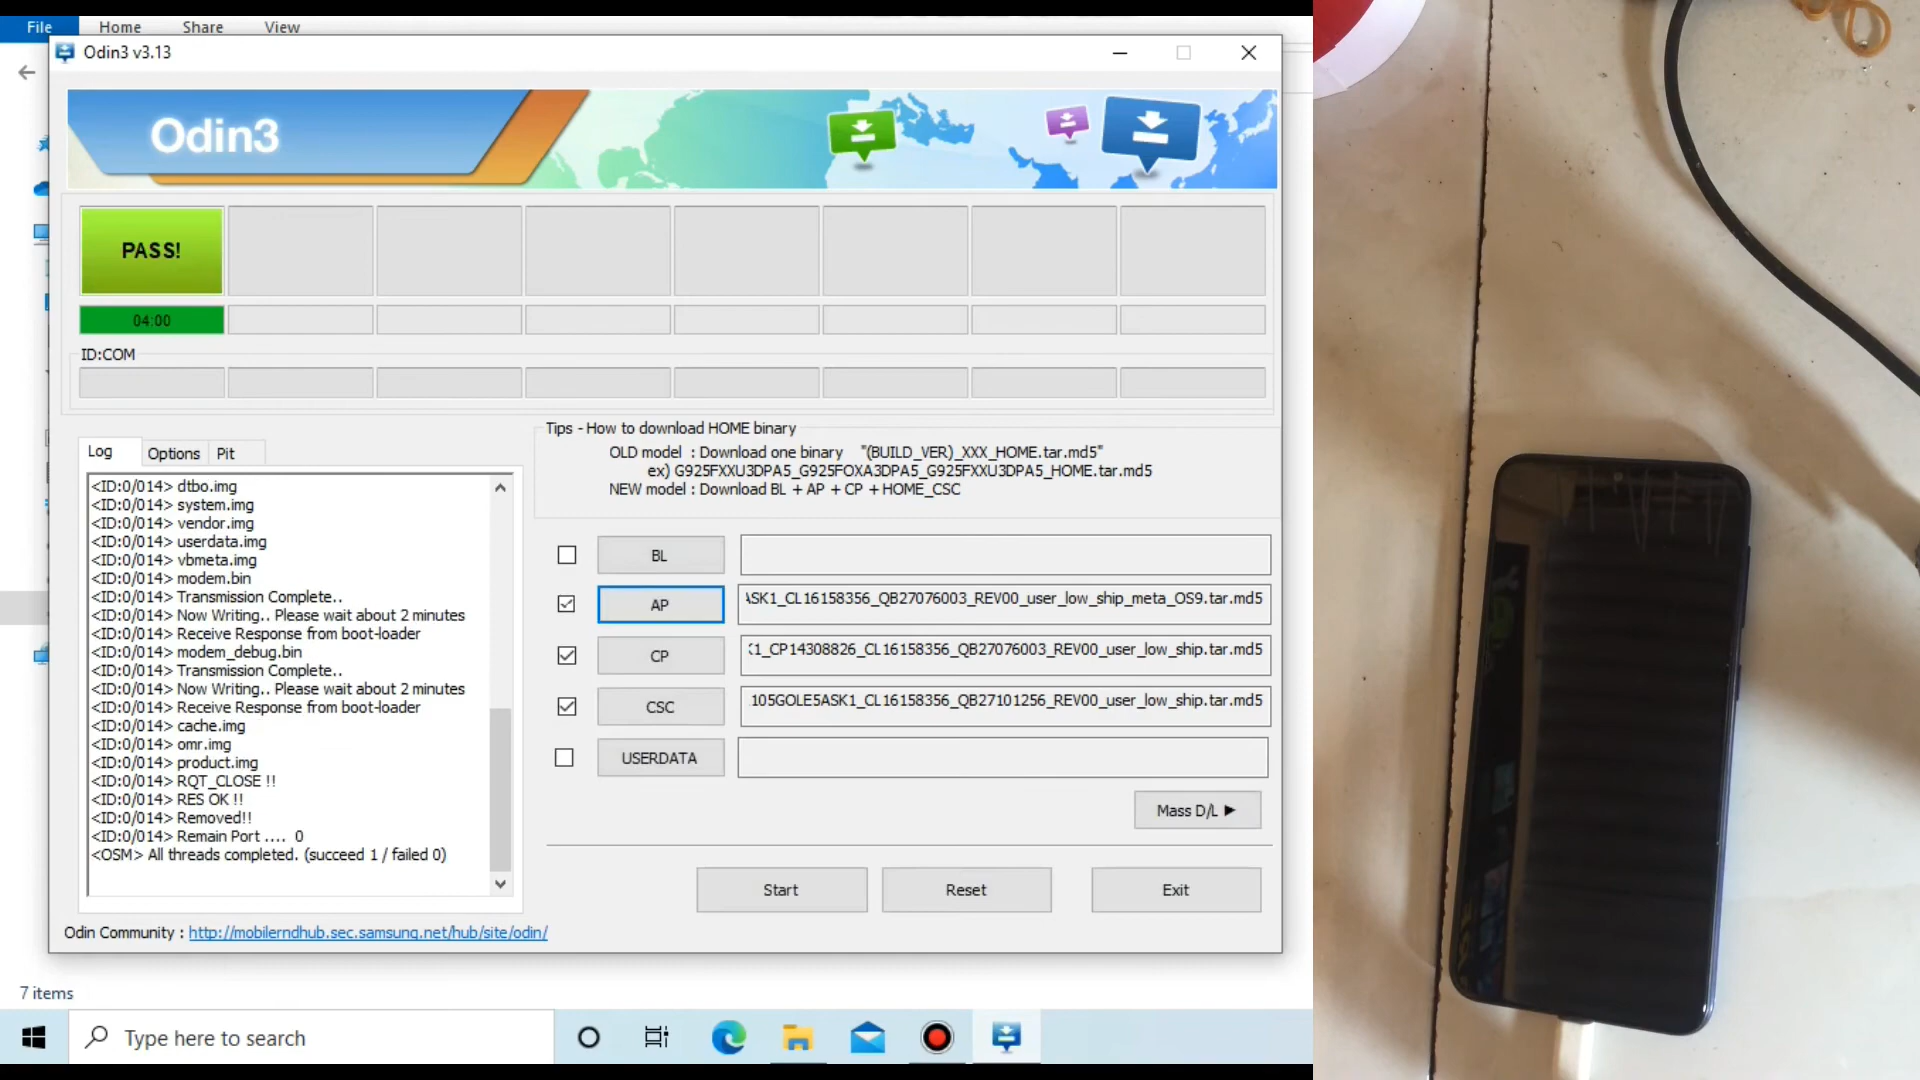 File Home Share View
Odin3 v3.13
Odin3
PASS!
04:00
ID:COM
Log Options Pit
<ID:0/014> dtbo.img
<ID:0/014> system.img
<ID:0/014> vendor.img
<ID:0/014> userdata.img
<ID:0/014> vbmeta.img
<ID:0/014> modem.bin
<ID:0/014> Transmission Complete..
<ID:0/014> Now Writing.. Please wait about 2 minutes
<ID:0/014> Receive Response from boot-loader
<ID:0/014> modem_debug.bin
<ID:0/014> Transmission Complete..
<ID:0/014> Now Writing.. Please wait about 2 minutes
<ID:0/014> Receive Response from boot-loader
<ID:0/014> cache.img
<ID:0/014> omr.img
<ID:0/014> product.img
<ID:0/014> RQT_CLOSE !!
<ID:0/014> RES OK !!
<ID:0/014> Removed!!
<ID:0/014> Remain Port .... 0
<OSM> All threads completed. (succeed 1 / failed 0)
Tips - How to download HOME binary
OLD model : Download one binary "(BUILD_VER)_XXX_HOME.tar.md5"
ex) G925FXXU3DPA5_G925FOXA3DPA5_G925FXXU3DPA5_HOME.tar.md5
NEW model : Download BL + AP + CP + HOME_CSC
BL
AP ASK1_CL16158356_QB27076003_REV00_user_low_ship_meta_OS9.tar.md5
CP K1_CP14308826_CL16158356_QB27076003_REV00_user_low_ship.tar.md5
CSC 105GOLE5ASK1_CL16158356_QB27101256_REV00_user_low_ship.tar.md5
USERDATA
Mass D/L ►
Start Reset Exit
Odin Community : http://mobilerndhub.sec.samsung.net/hub/site/odin/
7 items
Type here to search